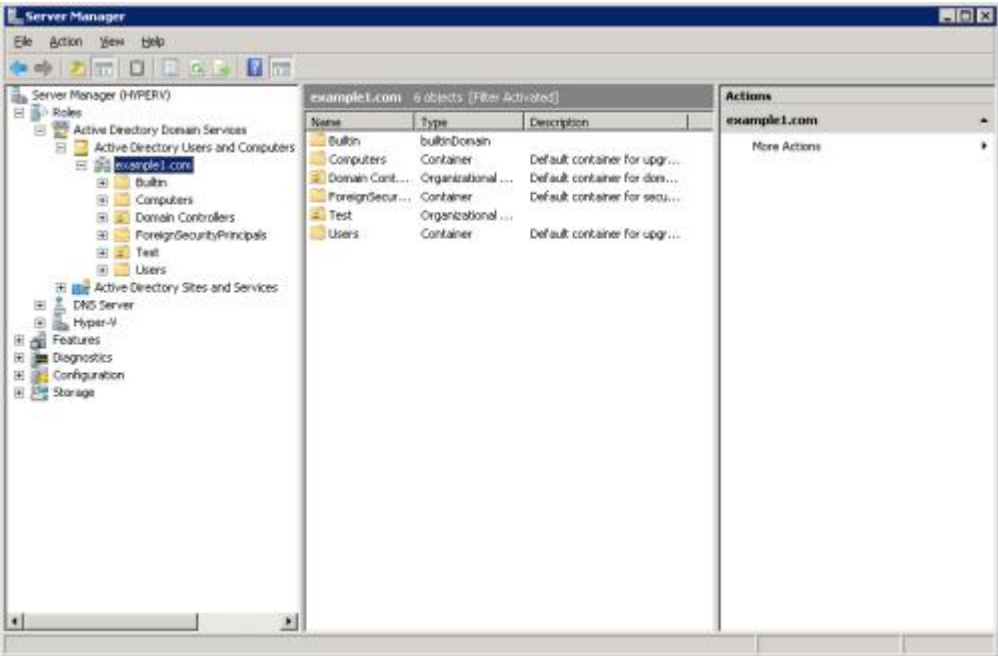 Server Manager
File Action View Help
Server Manager (HYPERV)
Roles
Active Directory Domain Services
Active Directory Users and Computers
example1.com
Builtin
Computers
Domain Controllers
ForeignSecurityPrincipals
Test
Users
Active Directory Sites and Services
DNS Server
Hyper-V
Features
Diagnostics
Configuration
Storage
example1.com 6 objects [Filter Activated]
Name Type Description
Builtin builtinDomain
Computers Container Default container for upgr...
Domain Cont... Organizational ... Default container for dom...
ForeignSecur... Container Default container for secu...
Test Organizational ...
Users Container Default container for upgr...
Actions
example1.com
More Actions